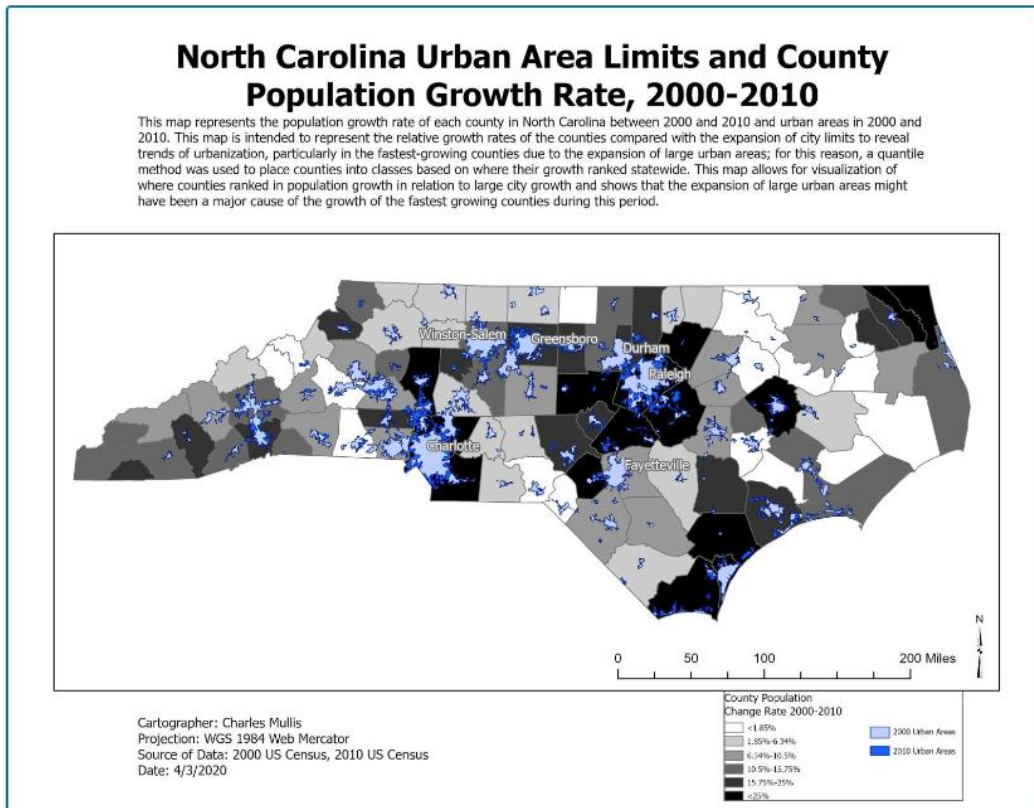 North Carolina Urban Area Limits and County
Population Growth Rate, 2000-2010
This map represents the population growth rate of each county in North Carolina between 2000 and 2010 and urban areas in 2000 and
2010. This map is intended to represent the relative growth rates of the counties compared with the expansion of city limits to reveal
trends of urbanization, particularly in the fastest-growing counties due to the expansion of large urban areas; for this reason, a quantile
method was used to place counties into classes based on where their growth ranked statewide. This map allows for visualization of
where counties ranked in population growth in relation to large city growth and shows that the expansion of large urban areas might
have been a major cause of the growth of the fastest growing counties during this period.
Winston-Salem
Greensboro
Durham
Raleigh
Charlotte
Fayetteville
N
0 50 100 200 Miles
Cartographer: Charles Mullis
Projection: WGS 1984 Web Mercator
Source of Data: 2000 US Census, 2010 US Census
Date: 4/3/2020
County Population
Change Rate 2000-2010
<1.85%
1.85%-6.34%
6.34%-10.5%
10.5%-15.75%
15.75%-25%
<25%
2000 Urban Areas
2010 Urban Areas